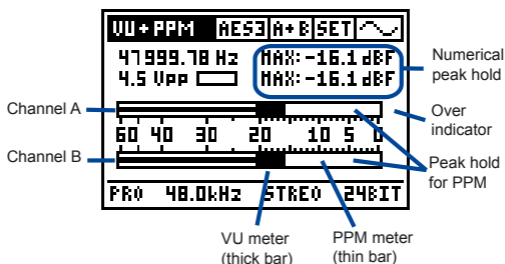 VU+PPM AES3 A+B SET
47999.78 Hz MAX:-16.1 dBF
4.5 Vpp MAX:-16.1 dBF
Numerical
peak hold
Channel A
Over
indicator
60 40 30 20 10 5 0
Channel B
Peak hold
for PPM
PRO 48.0kHz STREO 24BIT
VU meter
(thick bar)
PPM meter
(thin bar)